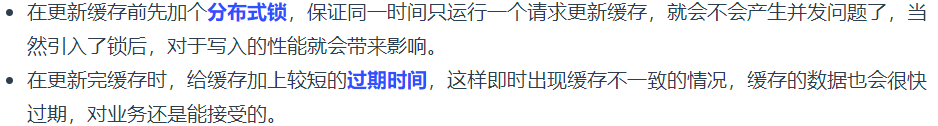 在更新缓存前先加个分布式锁，保证同一时间只运行一个请求更新缓存，就会不会产生并发问题了，当
然引入了锁后，对于写入的性能就会带来影响。
在更新完缓存时，给缓存加上较短的过期时间，这样即时出现缓存不一致的情况，缓存的数据也会很快
过期，对业务还是能接受的。